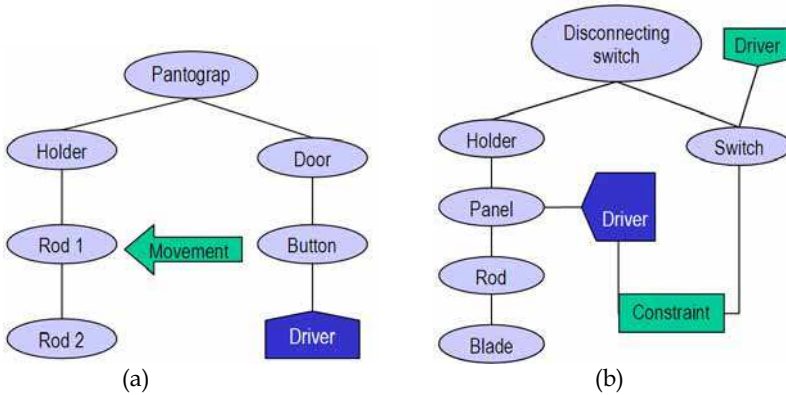 Pantograp
Holder
Door
Rod 1
Movement
Button
Rod 2
Driver
(a)
Disconnecting
switch
Driver
Holder
Switch
Panel
Driver
Rod
Constraint
Blade
(b)